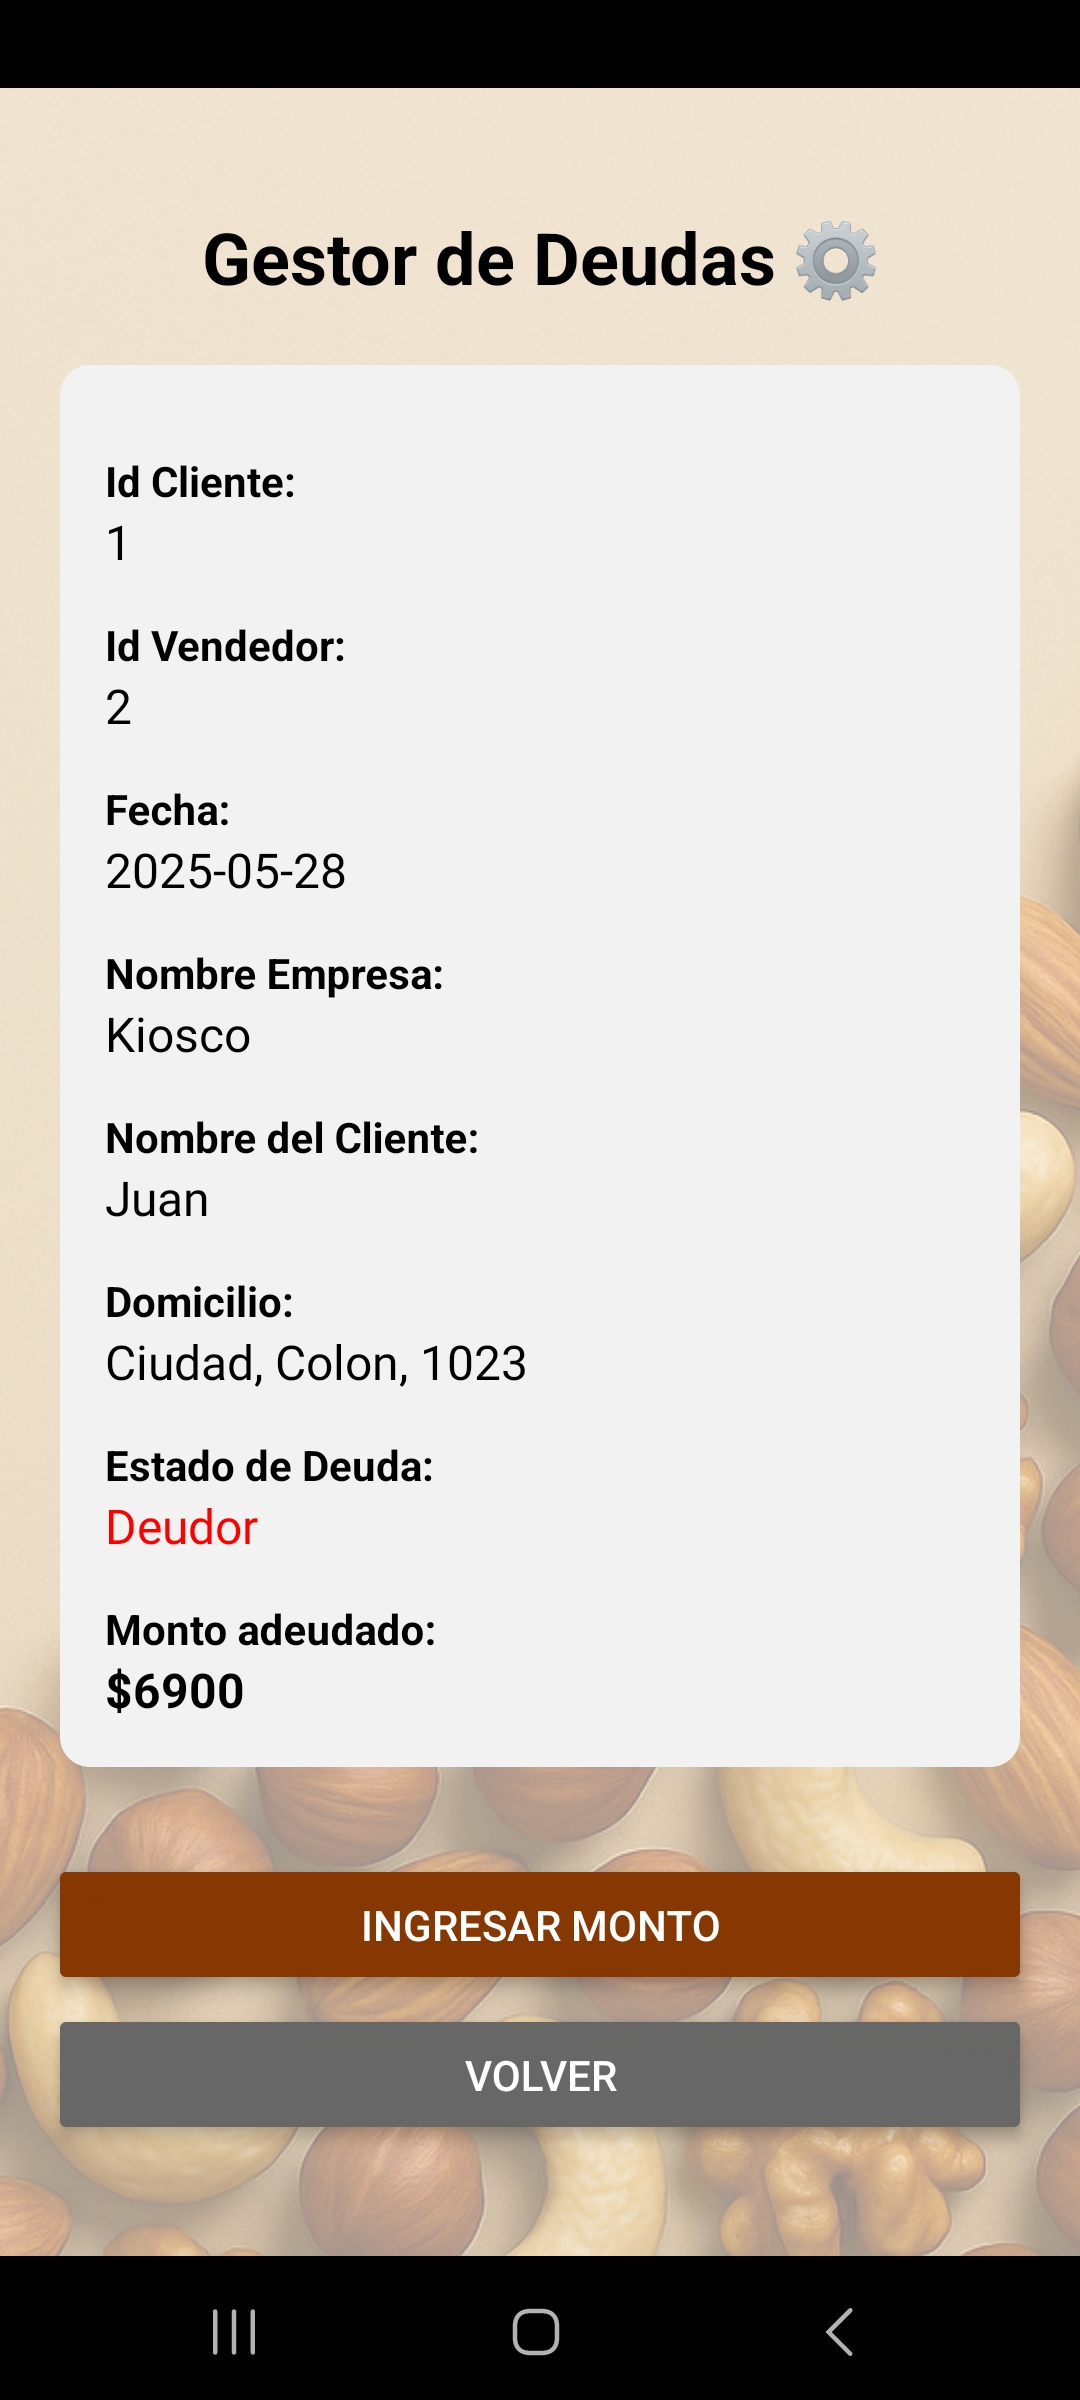 Gestor de Deudas ⚙️
Id Cliente:
1
Id Vendedor:
2
Fecha:
2025-05-28
Nombre Empresa:
Kiosco
Nombre del Cliente:
Juan
Domicilio:
Ciudad, Colon, 1023
Estado de Deuda:
Deudor
Monto adeudado:
$6900
INGRESAR MONTO
VOLVER